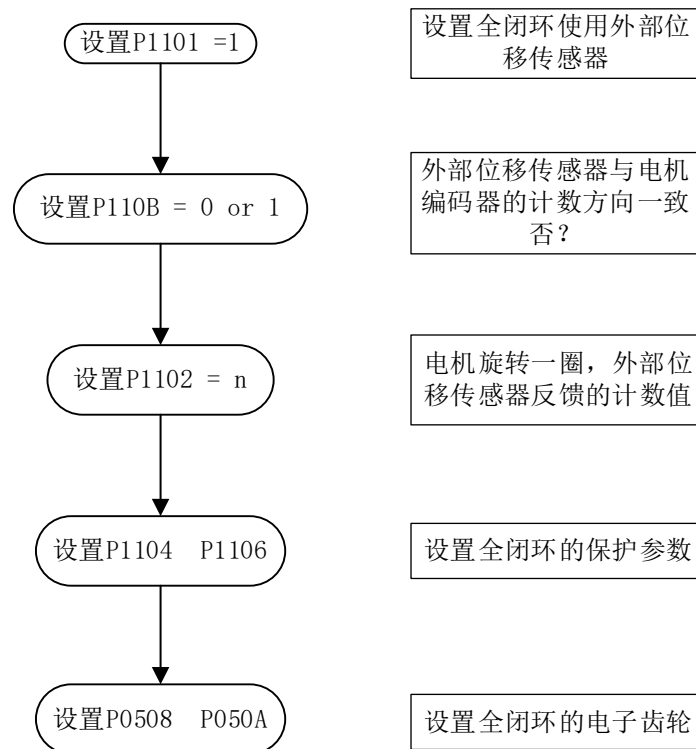 设置P1101 =1
设置全闭环使用外部位
移传感器
设置P110B = 0 or 1
外部位移传感器与电机
编码器的计数方向一致
否？
设置P1102 = n
电机旋转一圈，外部位
移传感器反馈的计数值
设置P1104 P1106
设置全闭环的保护参数
设置P0508 P050A
设置全闭环的电子齿轮